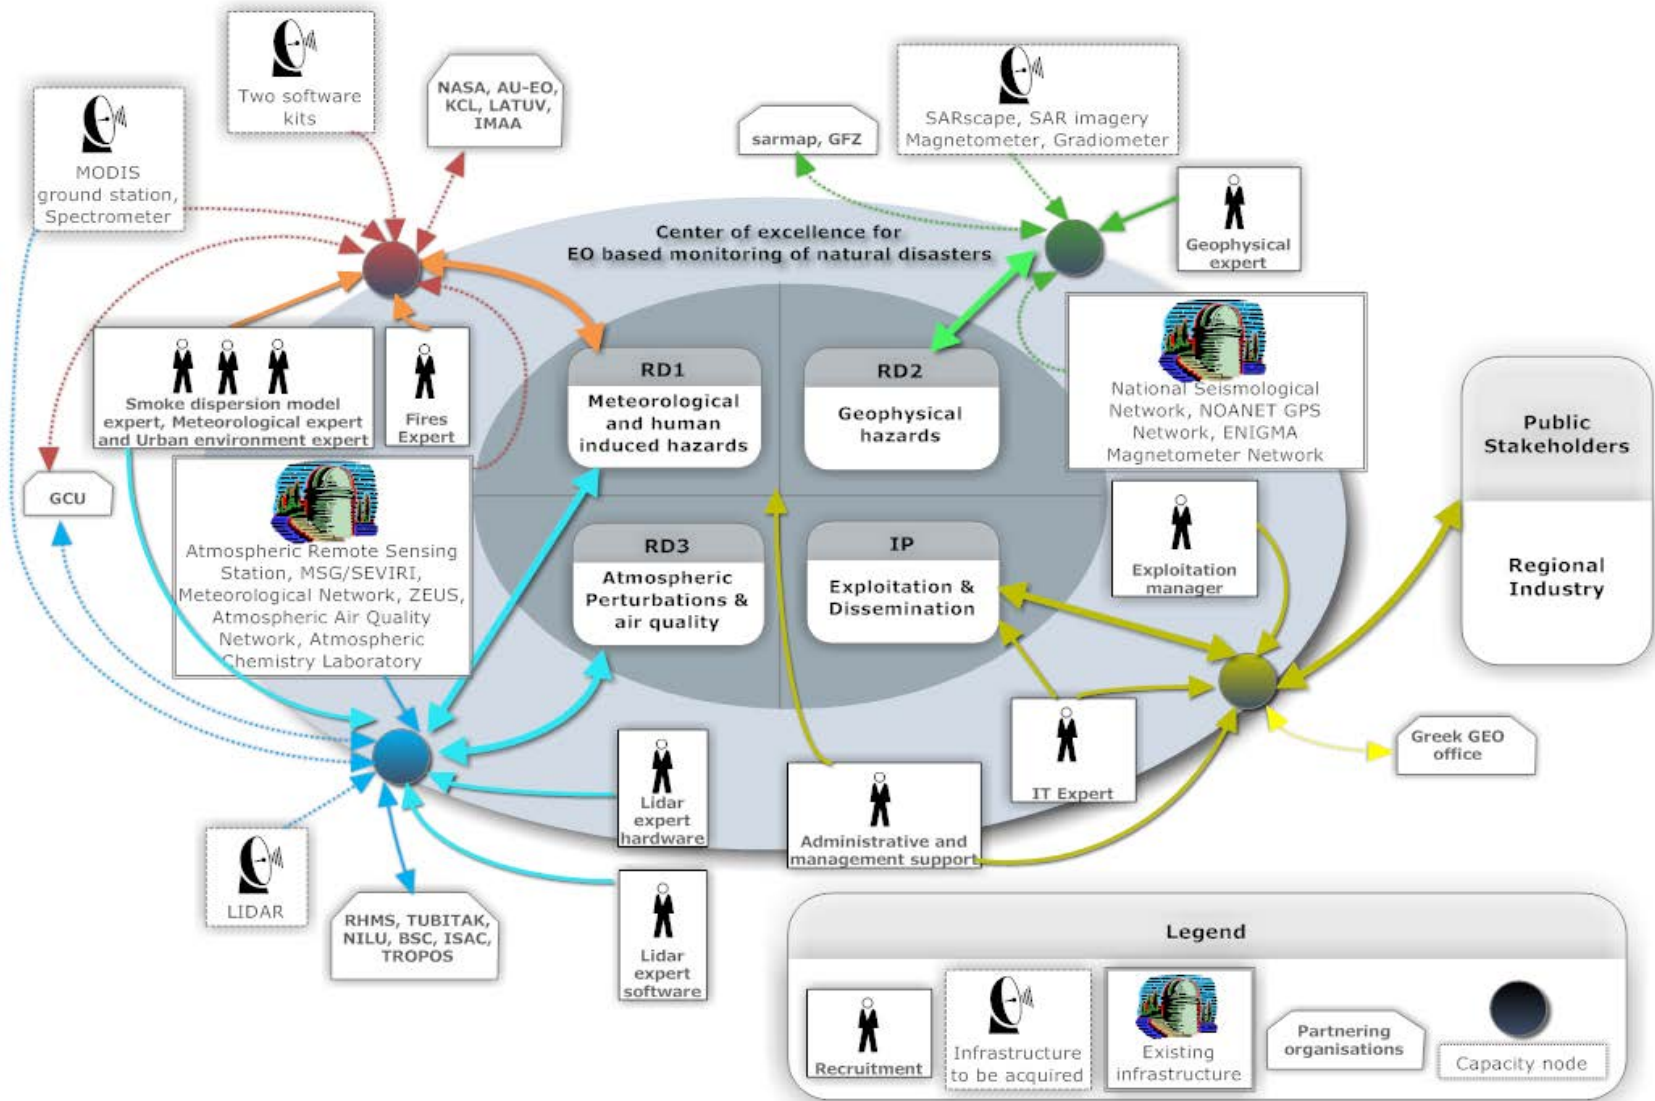 Two software
kits
NASA, AU-EO,
KCL, LATUV,
IMAA
MODIS
ground station,
Spectrometer
sarmap, GFZ
SARscape, SAR imagery
Magnetometer, Gradiometer
Geophysical
expert
Center of excellence for
EO based monitoring of natural disasters
Smoke dispersion model
expert, Meteorological expert
and Urban environment expert
Fires
Expert
RD1
Meteorological
and human
induced hazards
RD2
Geophysical
hazards
National Seismological
Network, NOANET GPS
Network, ENIGMA
Magnetometer Network
Public
Stakeholders
Regional
Industry
GCU
Atmospheric Remote Sensing
Station, MSG/SEVIRI,
Meteorological Network, ZEUS,
Atmospheric Air Quality
Network, Atmospheric
Chemistry Laboratory
RD3
Atmospheric
Perturbations &
air quality
IP
Exploitation &
Dissemination
Exploitation
manager
Greek GEO
office
IT Expert
Lidar
expert
hardware
Administrative and
management support
LIDAR
RHMS, TUBITAK,
NILU, BSC, ISAC,
TROPOS
Lidar
expert
software
Legend
Recruitment
Infrastructure
to be acquired
Existing
infrastructure
Partnering
organisations
Capacity node